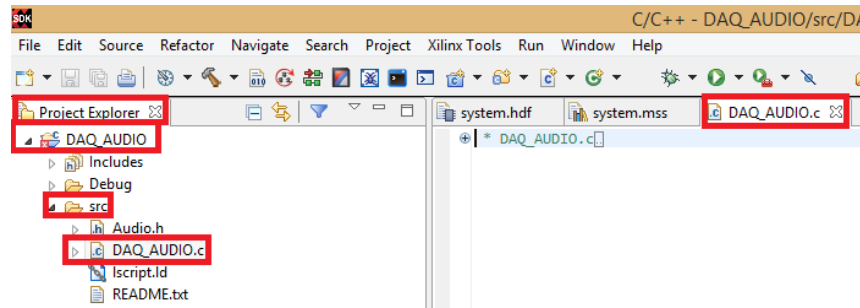 SDK
C/C++ - DAQ_AUDIO/src/DA
File Edit Source Refactor Navigate Search Project Xilinx Tools Run Window Help
Project Explorer
system.hdf system.mss DAQ_AUDIO.c
DAQ_AUDIO
* DAQ_AUDIO.c
Includes
Debug
src
Audio.h
DAQ_AUDIO.c
lscript.ld
README.txt